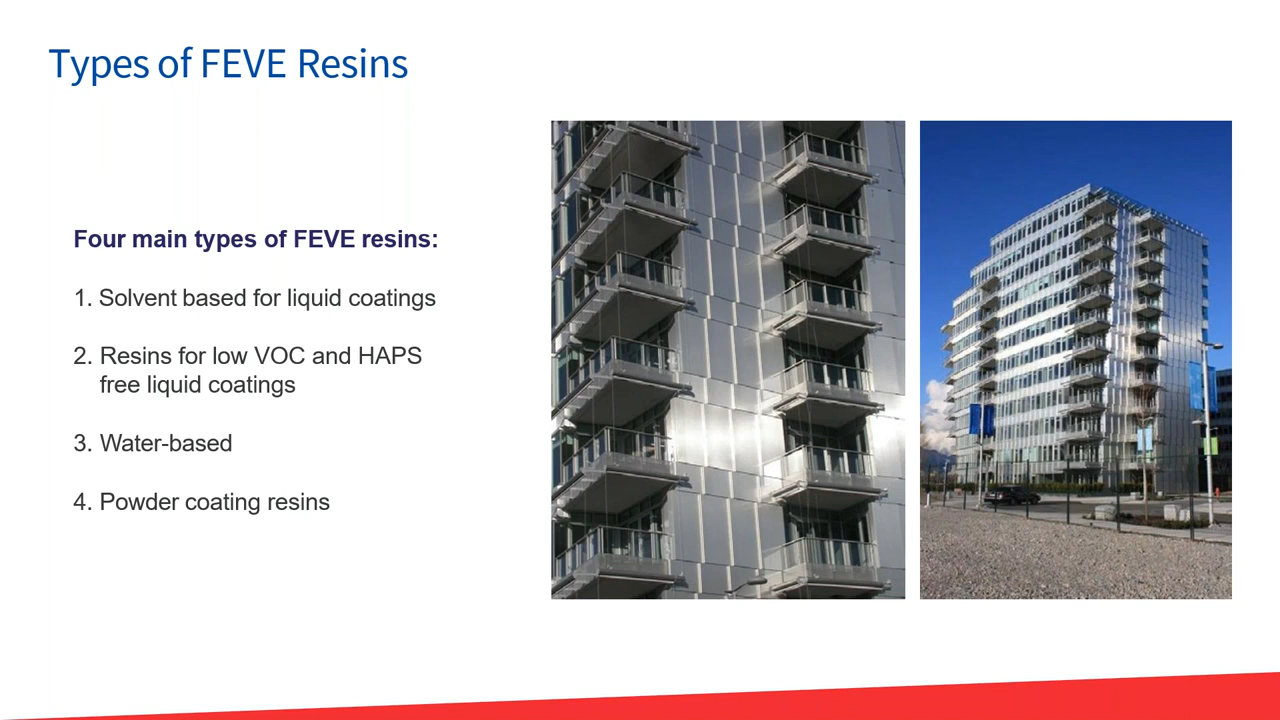 Types of FEVE Resins
Four main types of FEVE resins:
1. Solvent based for liquid coatings
2. Resins for low VOC and HAPS
free liquid coatings
3. Water-based
4. Powder coating resins